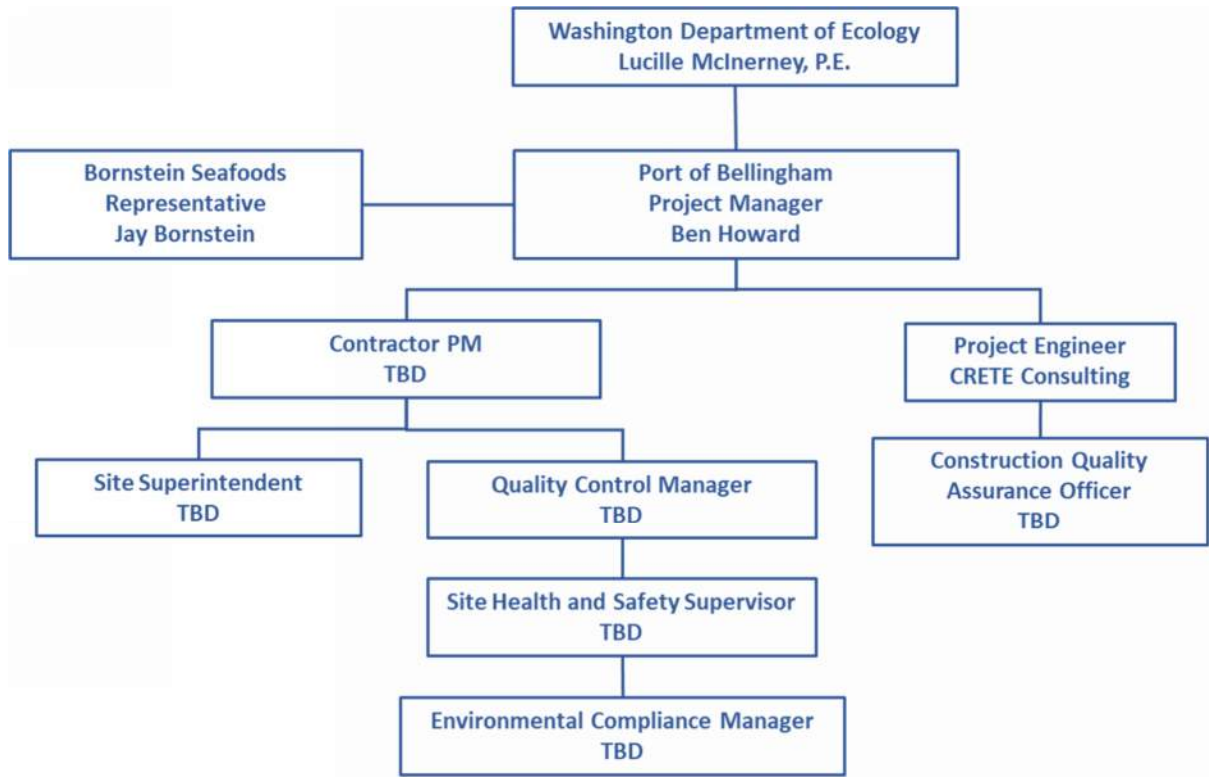 Washington Department of Ecology
Lucille McInerney, P.E.
Bornstein Seafoods
Representative
Jay Bornstein
Port of Bellingham
Project Manager
Ben Howard
Contractor PM
TBD
Project Engineer
CRETE Consulting
Site Superintendent
TBD
Quality Control Manager
TBD
Construction Quality
Assurance Officer
TBD
Site Health and Safety Supervisor
TBD
Environmental Compliance Manager
TBD